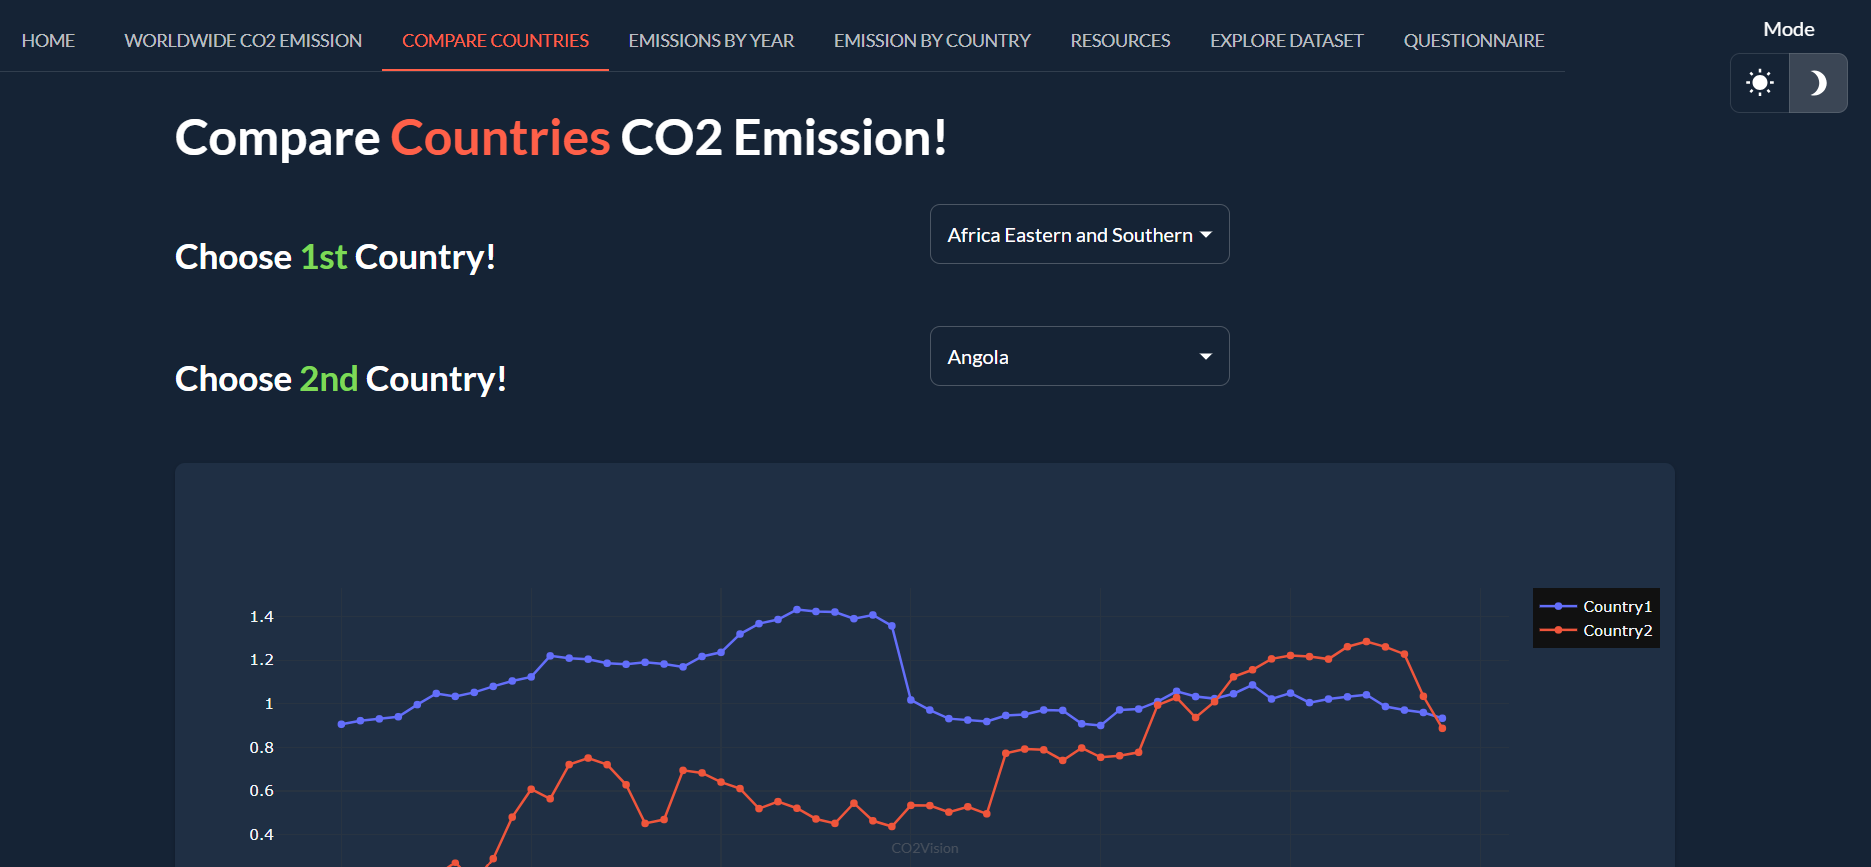 HOME WORLDWIDE CO2 EMISSION COMPARE COUNTRIES EMISSIONS BY YEAR EMISSION BY COUNTRY RESOURCES EXPLORE DATASET QUESTIONNAIRE
Mode
Compare Countries CO2 Emission!
Choose 1st Country!
Africa Eastern and Southern
Choose 2nd Country!
Angola
Country1
Country2
1.4
1.2
1
0.8
0.6
0.4
CO2Vision